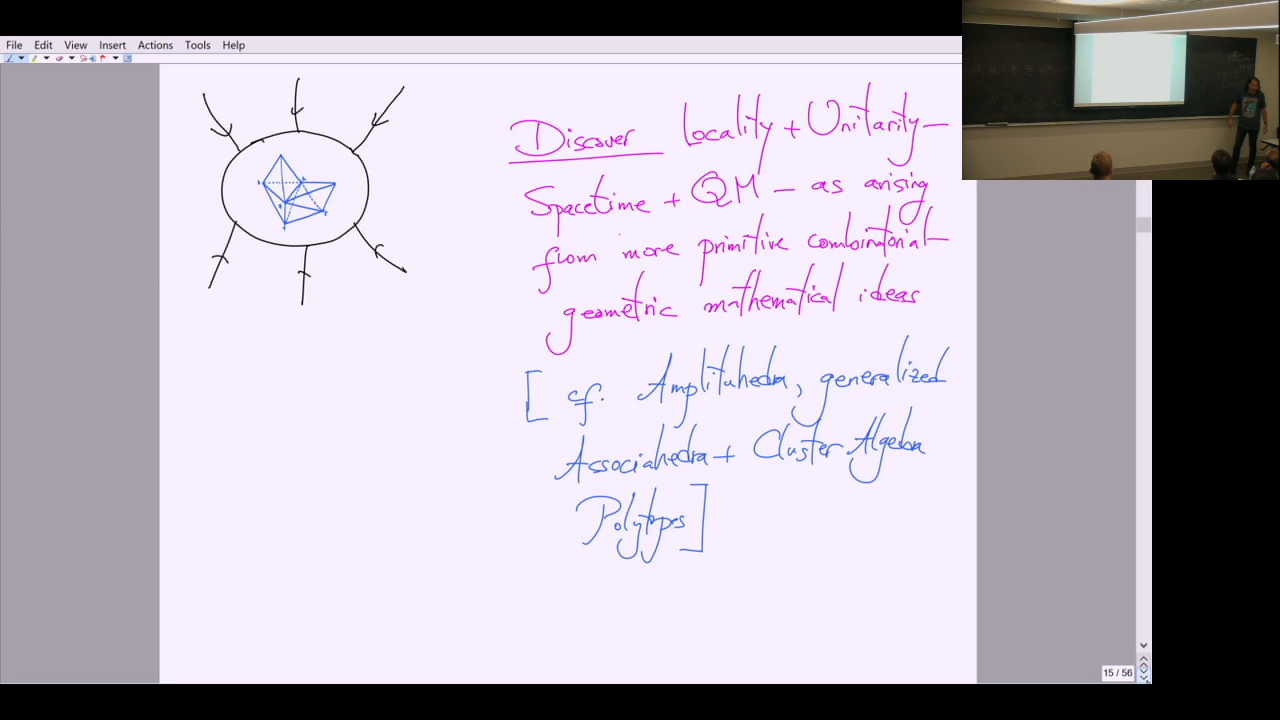 File Edit View Insert Actions Tools Help
Discover Locality + Unitarity –
Spacetime + QM – as arising
from more primitive combinatorial –
geometric mathematical ideas
[ cf. Amplituhedra, generalized
Associahedra + Cluster Algebra
Polytopes ]
15 / 56